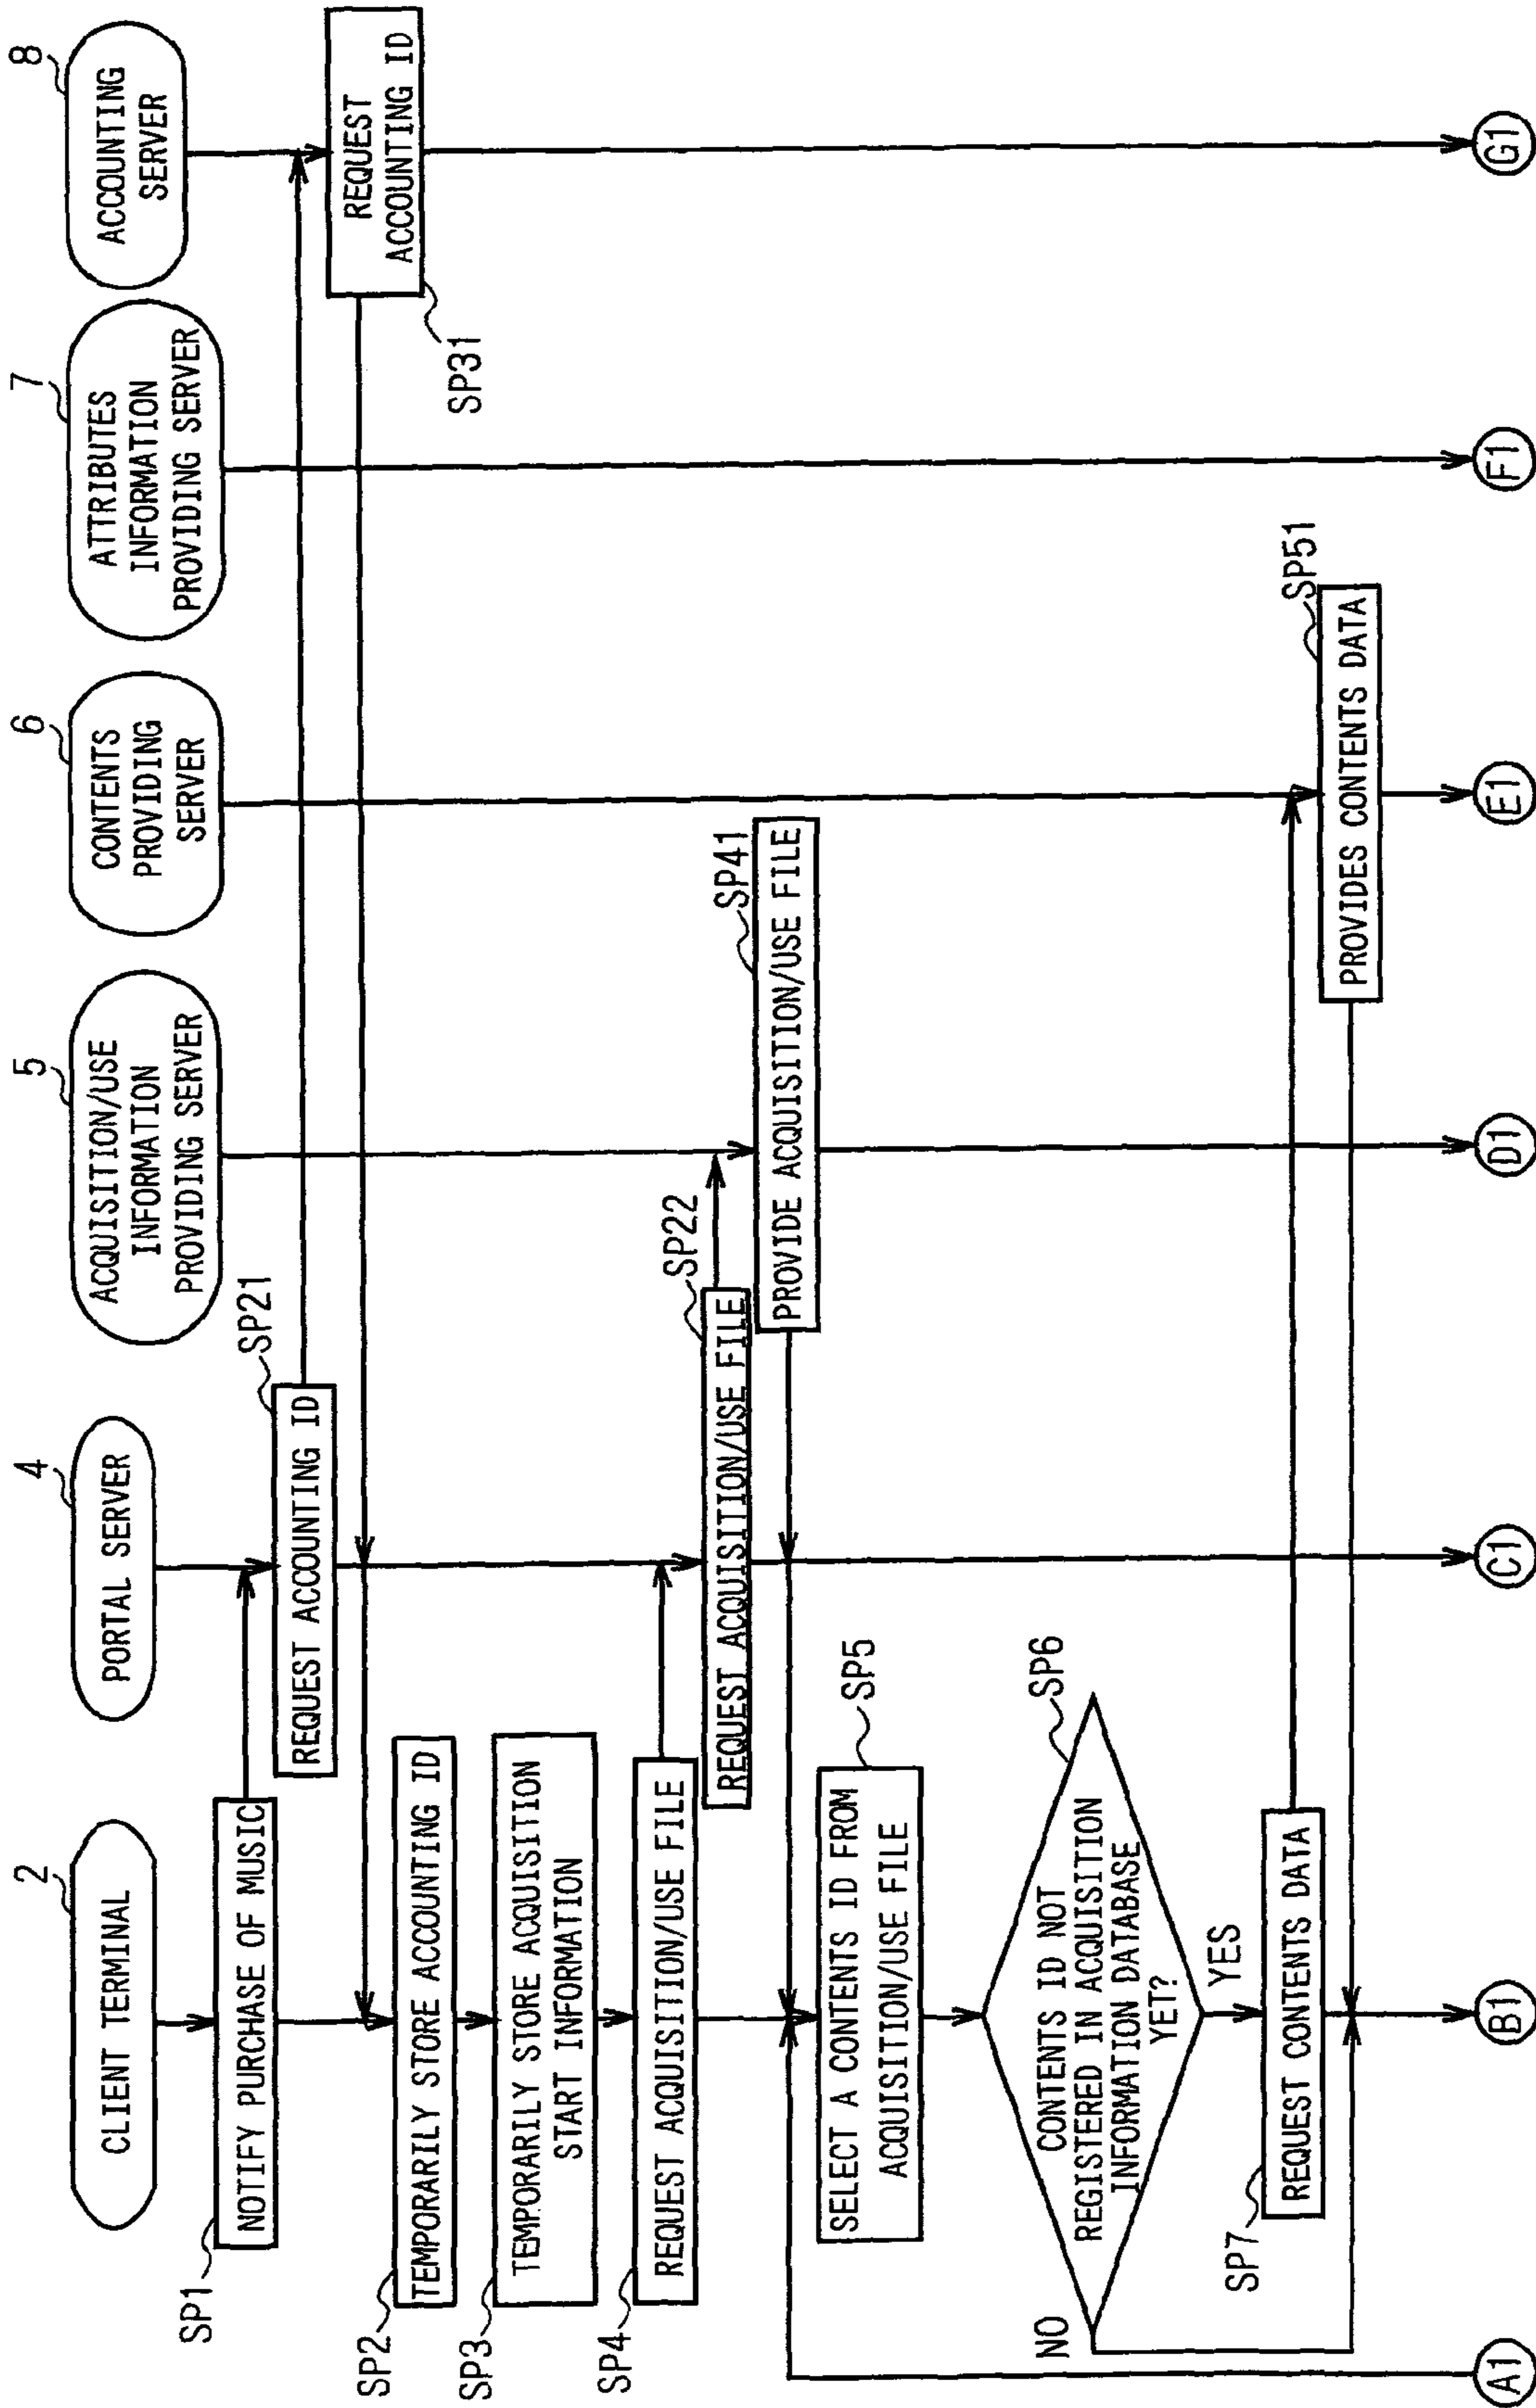 2
CLIENT TERMINAL
4
PORTAL SERVER
5
ACQUISITION/USE
INFORMATION
PROVIDING SERVER
6
CONTENTS
PROVIDING
SERVER
7
ATTRIBUTES
INFORMATION
PROVIDING SERVER
8
ACCOUNTING
SERVER
SP1
NOTIFY PURCHASE OF MUSIC
SP21
REQUEST ACCOUNTING ID
REQUEST
ACCOUNTING ID
SP31
SP2
TEMPORARILY STORE ACCOUNTING ID
SP3
TEMPORARILY STORE ACQUISITION
START INFORMATION
SP4
REQUEST ACQUISITION/USE FILE
SP22
REQUEST ACQUISITION/USE FILE
SP41
PROVIDE ACQUISITION/USE FILE
SP5
SELECT A CONTENTS ID FROM
ACQUISITION/USE FILE
SP6
CONTENTS ID NOT
REGISTERED IN ACQUISITION
INFORMATION DATABASE
YET?
NO
YES
SP7
REQUEST CONTENTS DATA
SP51
PROVIDES CONTENTS DATA
A1
B1
C1
D1
E1
F1
G1